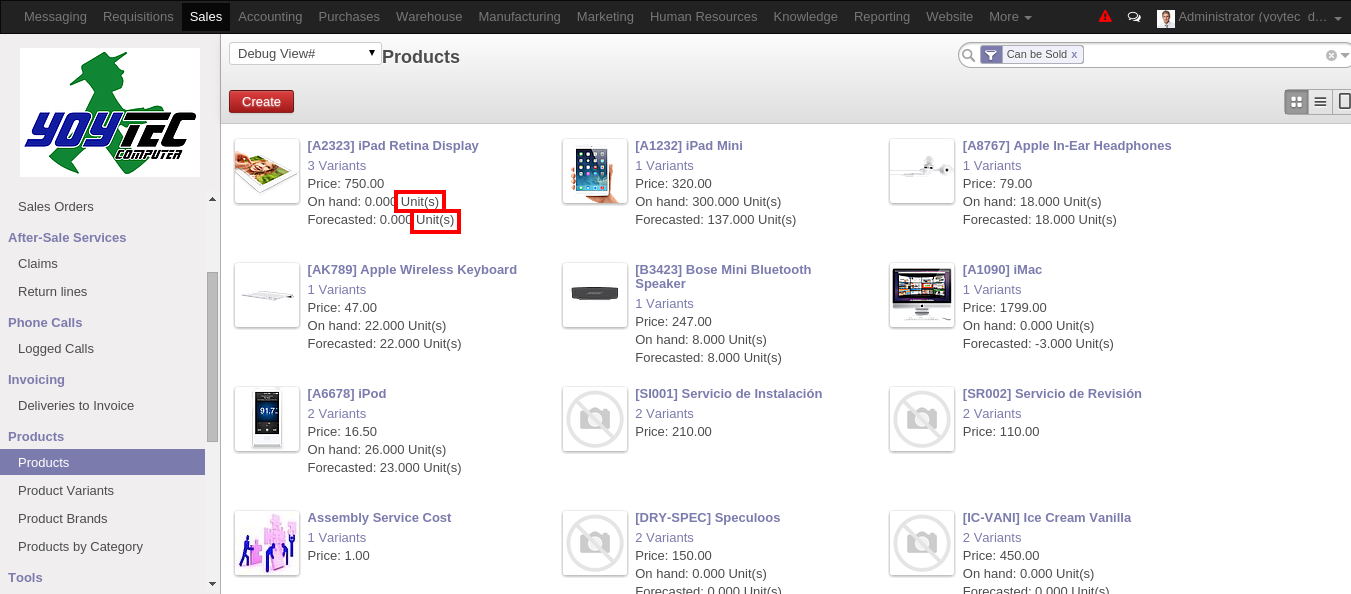 Messaging Requisitions Sales Accounting Purchases Warehouse Manufacturing Marketing Human Resources Knowledge Reporting Website More Administrator (yoytec_d...
Debug View# Products Can be Sold x
Create
YOYTEC
COMPUTER
Sales Orders
After-Sale Services
Claims
Return lines
Phone Calls
Logged Calls
Invoicing
Deliveries to Invoice
Products
Products
Product Variants
Product Brands
Products by Category
Tools
[A2323] iPad Retina Display
3 Variants
Price: 750.00
On hand: 0.000 Unit(s)
Forecasted: 0.000 Unit(s)
[A1232] iPad Mini
1 Variants
Price: 320.00
On hand: 300.000 Unit(s)
Forecasted: 137.000 Unit(s)
[A8767] Apple In-Ear Headphones
1 Variants
Price: 79.00
On hand: 18.000 Unit(s)
Forecasted: 18.000 Unit(s)
[AK789] Apple Wireless Keyboard
1 Variants
Price: 47.00
On hand: 22.000 Unit(s)
Forecasted: 22.000 Unit(s)
[B3423] Bose Mini Bluetooth
Speaker
1 Variants
Price: 247.00
On hand: 8.000 Unit(s)
Forecasted: 8.000 Unit(s)
[A1090] iMac
1 Variants
Price: 1799.00
On hand: 0.000 Unit(s)
Forecasted: -3.000 Unit(s)
91.7
[A6678] iPod
2 Variants
Price: 16.50
On hand: 26.000 Unit(s)
Forecasted: 23.000 Unit(s)
[SI001] Servicio de Instalación
2 Variants
Price: 210.00
[SR002] Servicio de Revisión
2 Variants
Price: 110.00
Assembly Service Cost
1 Variants
Price: 1.00
[DRY-SPEC] Speculoos
2 Variants
Price: 150.00
On hand: 0.000 Unit(s)
Forecasted: 0.000 Unit(s)
[IC-VANI] Ice Cream Vanilla
2 Variants
Price: 450.00
On hand: 0.000 Unit(s)
Forecasted: 0.000 Unit(s)